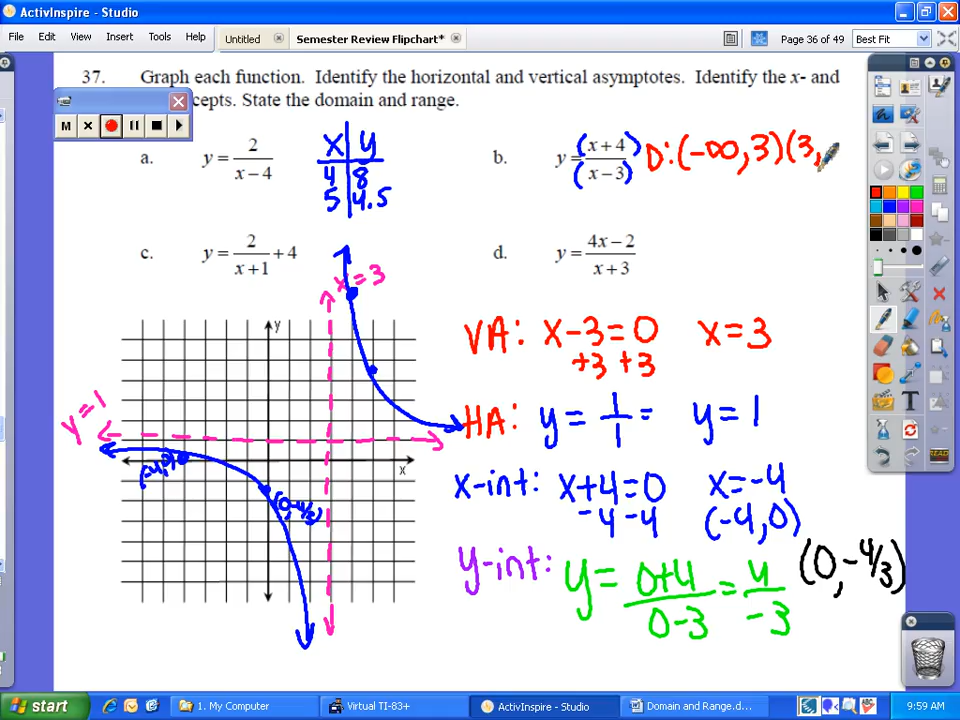 ActivInspire - Studio
File Edit View Insert Tools Help Untitled Semester Review Flipchart* Page 36 of 49 Best Fit
37. Graph each function. Identify the horizontal and vertical asymptotes. Identify the x- and
cepts. State the domain and range.
M
a. y = 2/(x − 4)
x y
4 8
5 4.5
b. y = (x + 4)/(x − 3) D: (-∞, 3)(3,
c. y = 2/(x + 1) + 4
d. y = (4x − 2)/(x + 3)
x = 3
y
VA: x-3=0 x=3
+3 +3
y=1
HA: y = 1/1 = y = 1
x
(-4,0)
(0,-4/3)
x-int: x+4=0 x=-4
-4 -4 (-4,0)
y-int: y = (0+4)/(0-3) = 4/-3 (0,-4/3)
start 1. My Computer Virtual TI-83+ ActivInspire - Studio Domain and Range.d... 9:59 AM